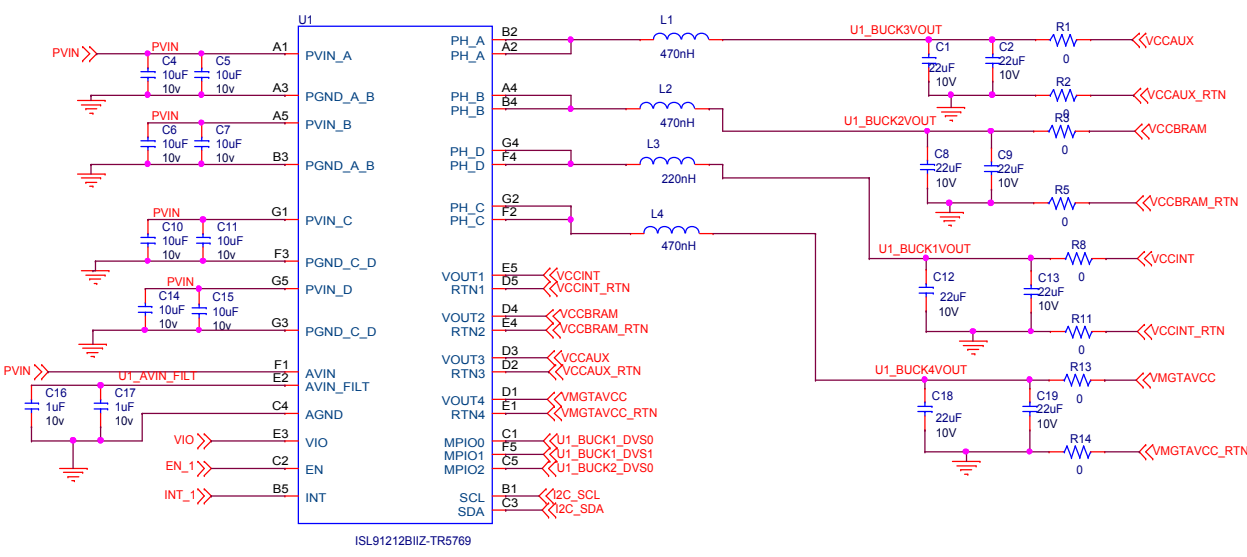 U1
PVIN
PVIN
A1
PVIN_A
C4
C5
10uF
10uF
10v
10v
A3
PGND_A_B
PVIN
A5
PVIN_B
C6
C7
10uF
10uF
10v
10v
B3
PGND_A_B
PVIN
G1
PVIN_C
C10
C11
10uF
10uF
10v
10v
F3
PGND_C_D
PVIN
G5
PVIN_D
C14
C15
10uF
10uF
10v
10v
G3
PGND_C_D
PVIN
F1
AVIN
U1_AVIN_FILT
E2
AVIN_FILT
C16
C17
1uF
1uF
10v
10v
C4
AGND
VIO
E3
VIO
EN_1
C2
EN
INT_1
B5
INT
PH_A
B2
PH_A
A2
PH_B
A4
PH_B
B4
PH_D
G4
PH_D
F4
PH_C
G2
PH_C
F2
VOUT1
E5
VCCINT
RTN1
D5
VCCINT_RTN
VOUT2
D4
VCCBRAM
RTN2
E4
VCCBRAM_RTN
VOUT3
D3
VCCAUX
RTN3
D2
VCCAUX_RTN
VOUT4
D1
VMGTAVCC
RTN4
E1
VMGTAVCC_RTN
MPIO0
C1
U1_BUCK1_DVS0
MPIO1
F5
U1_BUCK1_DVS1
MPIO2
C5
U1_BUCK2_DVS0
SCL
B1
I2C_SCL
SDA
C3
I2C_SDA
ISL91212BIIZ-TR5769
L1
470nH
L2
470nH
L3
220nH
L4
470nH
U1_BUCK3VOUT
C1
22uF
10V
C2
22uF
10V
R1
0
VCCAUX
R2
0
VCCAUX_RTN
U1_BUCK2VOUT
C8
22uF
10V
C9
22uF
10V
R3
0
VCCBRAM
R5
0
VCCBRAM_RTN
U1_BUCK1VOUT
C12
22uF
10V
C13
22uF
10V
R8
0
VCCINT
R11
0
VCCINT_RTN
U1_BUCK4VOUT
C18
22uF
10V
C19
22uF
10V
R13
0
VMGTAVCC
R14
0
VMGTAVCC_RTN